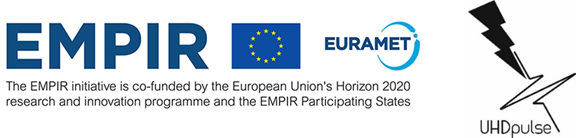 EMPIR
EURAMET
The EMPIR initiative is co-funded by the European Union's Horizon 2020
research and innovation programme and the EMPIR Participating States
UHDpulse